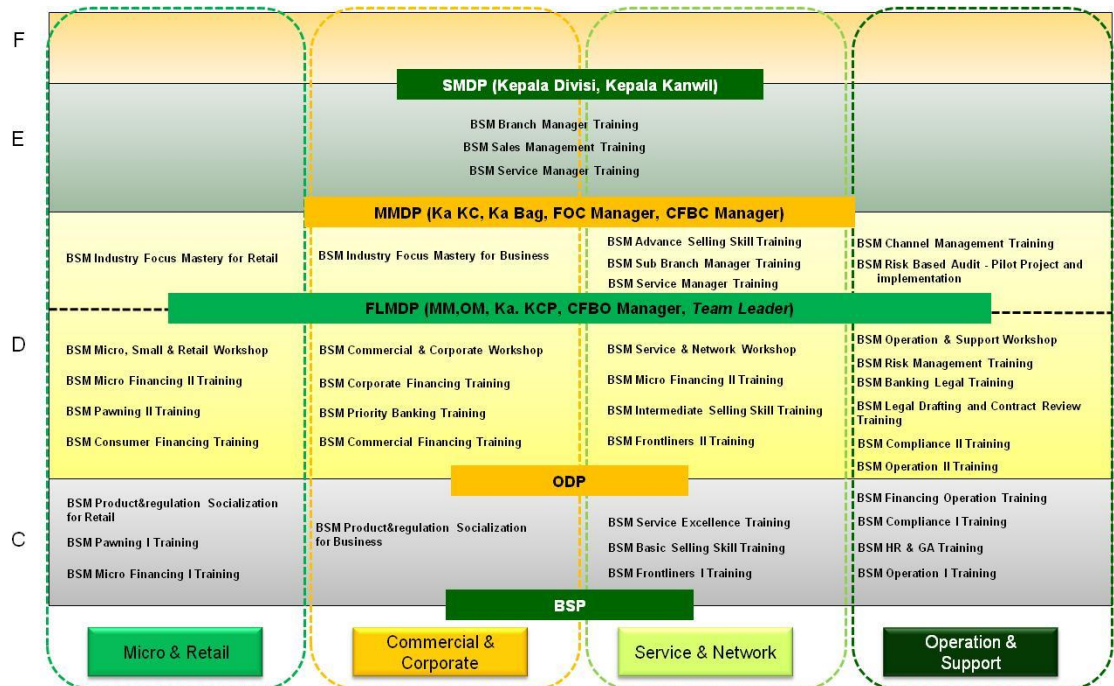 F
SMDP (Kepala Divisi, Kepala Kanwil)
E
BSM Branch Manager Training
BSM Sales Management Training
BSM Service Manager Training
MMDP (Ka KC, Ka Bag, FOC Manager, CFBC Manager)
BSM Industry Focus Mastery for Retail
BSM Industry Focus Mastery for Business
BSM Advance Selling Skill Training
BSM Sub Branch Manager Training
BSM Service Manager Training
BSM Channel Management Training
BSM Risk Based Audit - Pilot Project and
implementation
FLMDP (MM,OM, Ka. KCP, CFBO Manager, Team Leader)
D
BSM Micro, Small & Retail Workshop
BSM Micro Financing II Training
BSM Pawning II Training
BSM Consumer Financing Training
BSM Commercial & Corporate Workshop
BSM Corporate Financing Training
BSM Priority Banking Training
BSM Commercial Financing Training
BSM Service & Network Workshop
BSM Micro Financing II Training
BSM Intermediate Selling Skill Training
BSM Frontliners II Training
BSM Operation & Support Workshop
BSM Risk Management Training
BSM Banking Legal Training
BSM Legal Drafting and Contract Review
Training
BSM Compliance II Training
BSM Operation II Training
ODP
C
BSM Product&regulation Socialization
for Retail
BSM Pawning I Training
BSM Micro Financing I Training
BSM Product&regulation Socialization
for Business
BSM Service Excellence Training
BSM Basic Selling Skill Training
BSM Frontliners I Training
BSM Financing Operation Training
BSM Compliance I Training
BSM HR & GA Training
BSM Operation I Training
BSP
Micro & Retail
Commercial &
Corporate
Service & Network
Operation &
Support